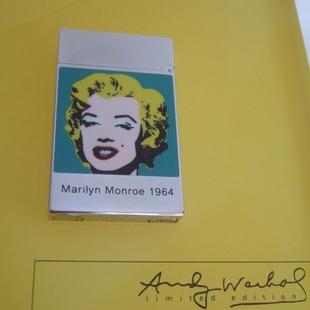 Marilyn Monroe 1964
Andy Warhol
limited edition